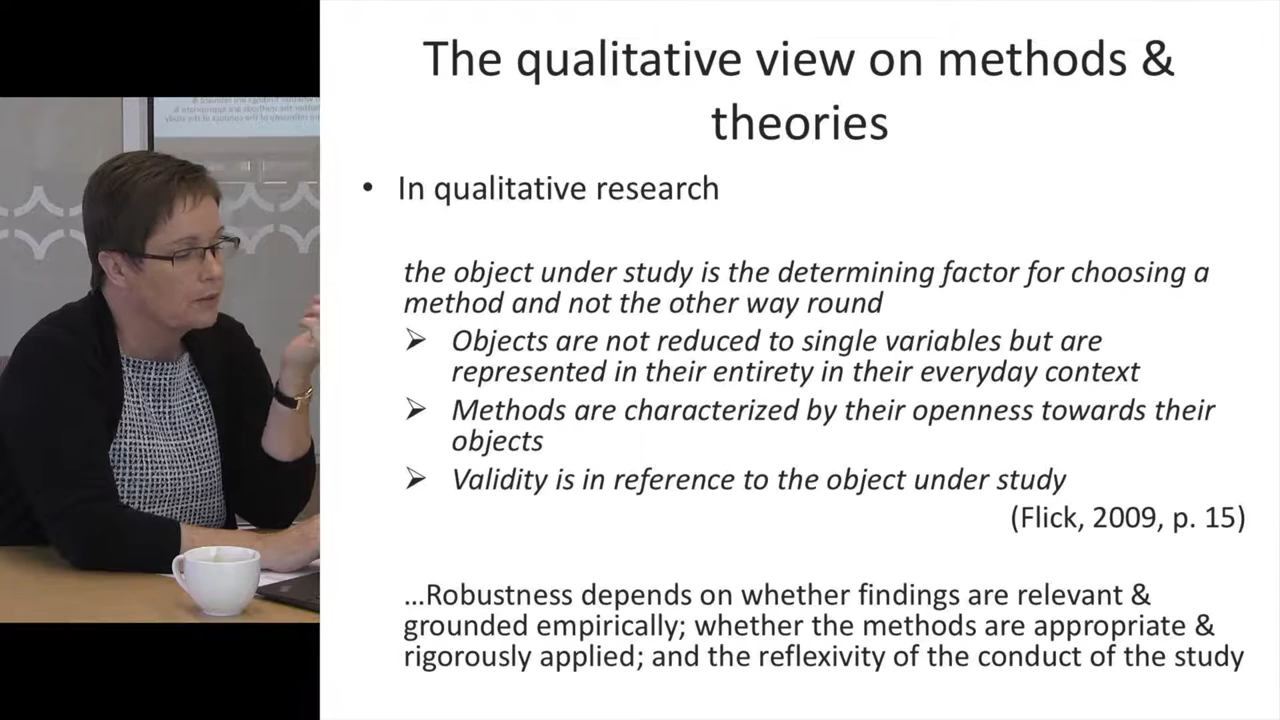 The qualitative view on methods &
theories
• In qualitative research
the object under study is the determining factor for choosing a
method and not the other way round
➢ Objects are not reduced to single variables but are
represented in their entirety in their everyday context
➢ Methods are characterized by their openness towards their
objects
➢ Validity is in reference to the object under study
(Flick, 2009, p. 15)
…Robustness depends on whether findings are relevant &
grounded empirically; whether the methods are appropriate &
rigorously applied; and the reflexivity of the conduct of the study